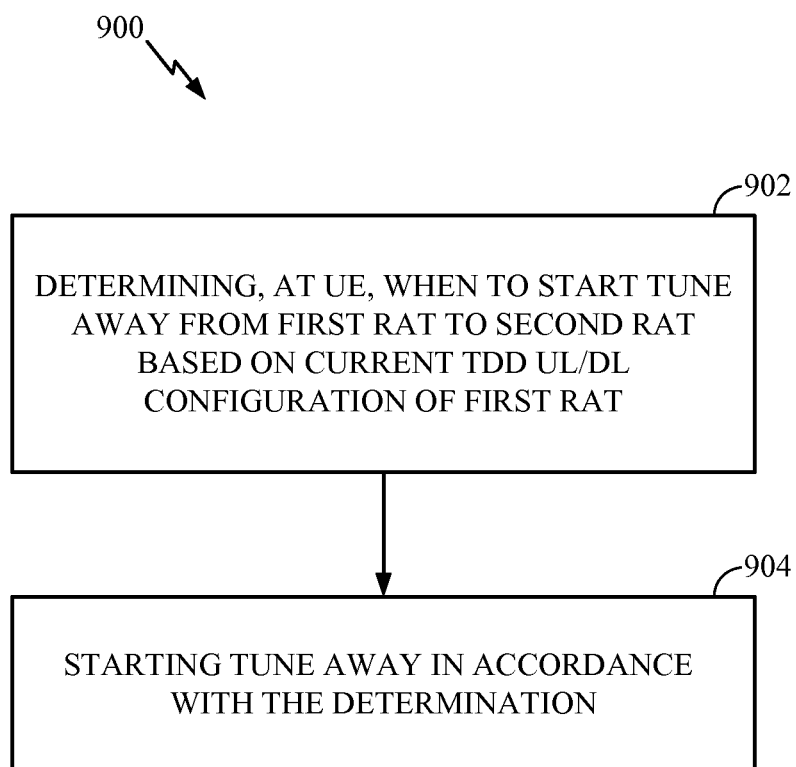 900
902
DETERMINING, AT UE, WHEN TO START TUNE
AWAY FROM FIRST RAT TO SECOND RAT
BASED ON CURRENT TDD UL/DL
CONFIGURATION OF FIRST RAT
904
STARTING TUNE AWAY IN ACCORDANCE
WITH THE DETERMINATION